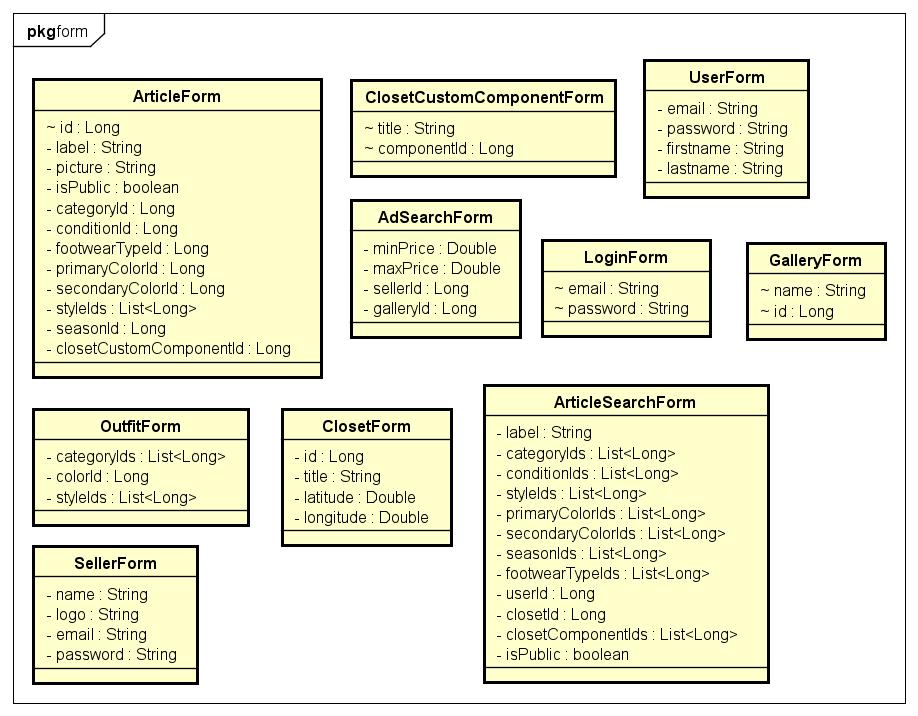 pkgform
ArticleForm
~ id : Long
- label : String
- picture : String
- isPublic : boolean
- categoryId : Long
- conditionId : Long
- footwearTypeId : Long
- primaryColorId : Long
- secondaryColorId : Long
- styleIds : List<Long>
- seasonId : Long
- closetCustomComponentId : Long
ClosetCustomComponentForm
~ title : String
~ componentId : Long
UserForm
- email : String
- password : String
- firstname : String
- lastname : String
AdSearchForm
- minPrice : Double
- maxPrice : Double
- sellerId : Long
- galleryId : Long
LoginForm
~ email : String
~ password : String
GalleryForm
~ name : String
~ id : Long
OutfitForm
- categoryIds : List<Long>
- colorId : Long
- styleIds : List<Long>
ClosetForm
- id : Long
- title : String
- latitude : Double
- longitude : Double
ArticleSearchForm
- label : String
- categoryIds : List<Long>
- conditionIds : List<Long>
- styleIds : List<Long>
- primaryColorIds : List<Long>
- secondaryColorIds : List<Long>
- seasonIds : List<Long>
- footwearTypeIds : List<Long>
- userId : Long
- closetId : Long
- closetComponentIds : List<Long>
- isPublic : boolean
SellerForm
- name : String
- logo : String
- email : String
- password : String